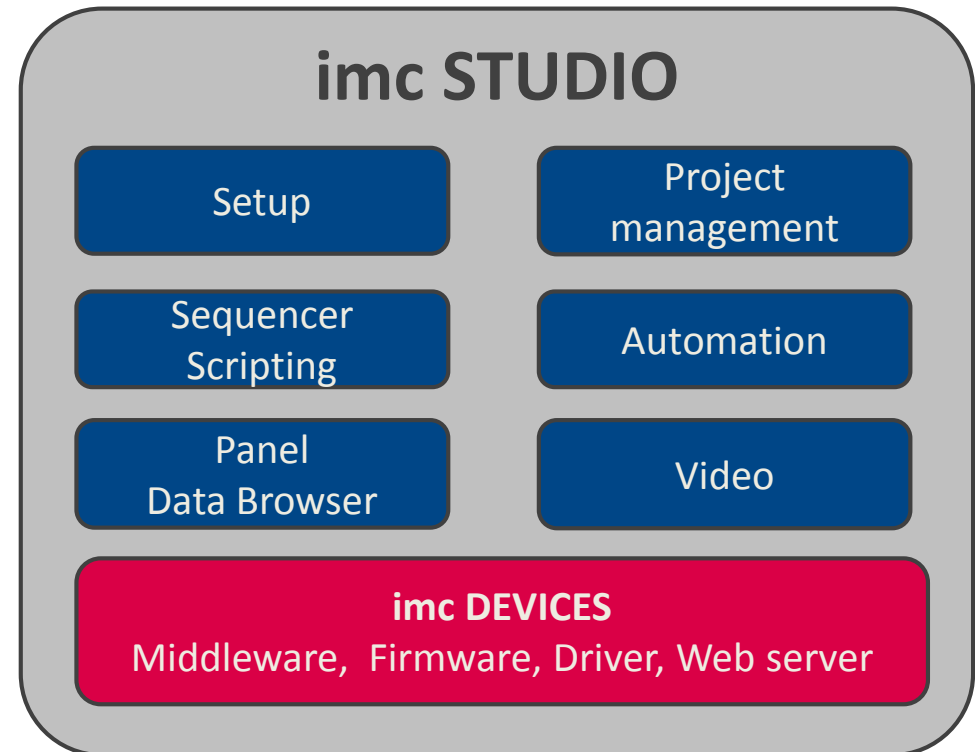 imc STUDIO
Setup
Project
management
Sequencer
Scripting
Automation
Panel
Data Browser
Video
imc DEVICES
Middleware, Firmware, Driver, Web server